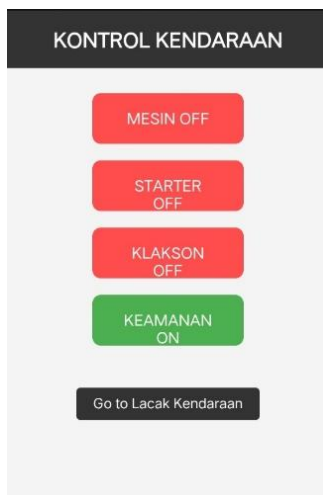 KONTROL KENDARAAN
MESIN OFF
STARTER
OFF
KLAKSON
OFF
KEAMANAN
ON
Go to Lacak Kendaraan